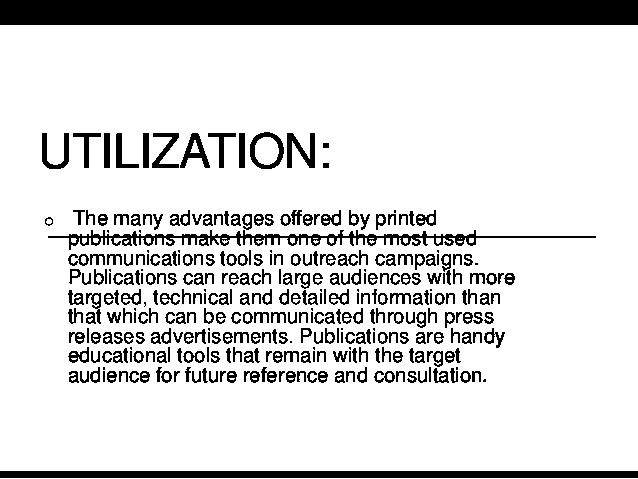 UTILIZATION:
o The many advantages offered by printed
publications make them one of the most used
communications tools in outreach campaigns.
Publications can reach large audiences with more
targeted, technical and detailed information than
that which can be communicated through press
releases advertisements. Publications are handy
educational tools that remain with the target
audience for future reference and consultation.